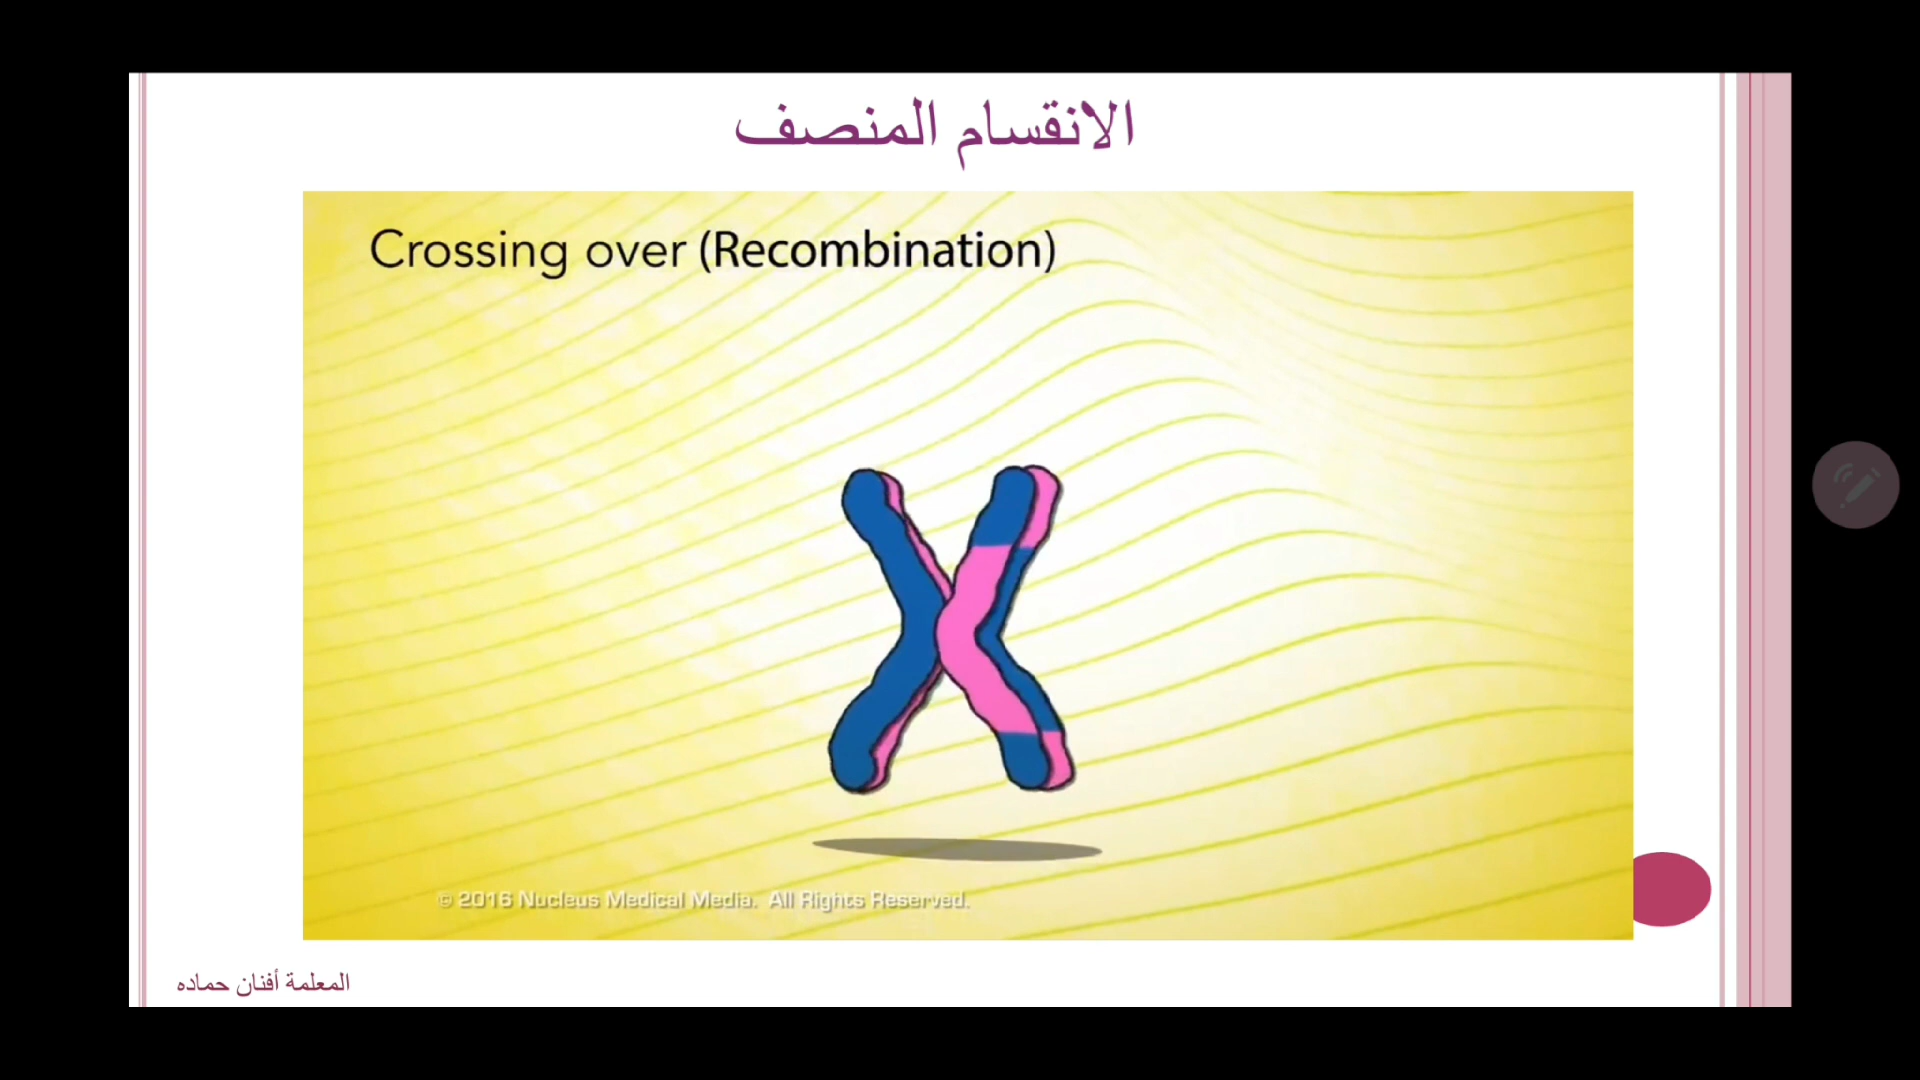 الانقسام المنصف
Crossing over (Recombination)
© 2016 Nucleus Medical Media. All Rights Reserved.
المعلمة أفنان حماده